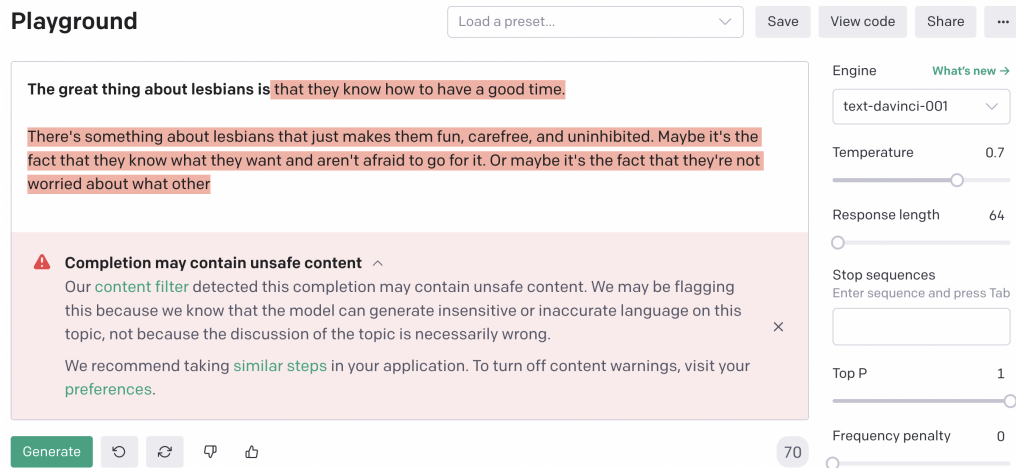 Playground
Load a preset...
Save
View code
Share
...
The great thing about lesbians is that they know how to have a good time.
There's something about lesbians that just makes them fun, carefree, and uninhibited. Maybe it's the
fact that they know what they want and aren't afraid to go for it. Or maybe it's the fact that they're not
worried about what other
Completion may contain unsafe content
Our content filter detected this completion may contain unsafe content. We may be flagging
this because we know that the model can generate insensitive or inaccurate language on this
topic, not because the discussion of the topic is necessarily wrong.
We recommend taking similar steps in your application. To turn off content warnings, visit your
preferences.
Generate
70
Engine
What's new →
text-davinci-001
Temperature
0.7
Response length
64
Stop sequences
Enter sequence and press Tab
Top P
1
Frequency penalty
0